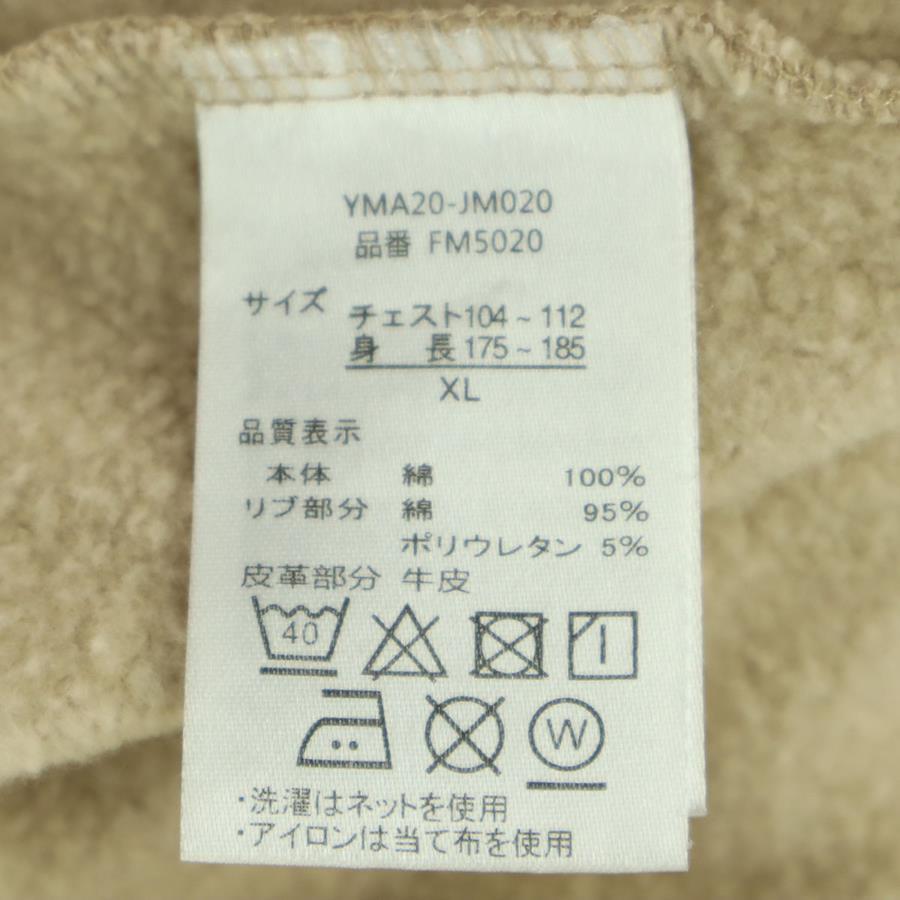 YMA20-JM020
品番 FM5020
サイズ チェスト104~112
身長175~185
XL
品質表示
本体 綿 100%
リブ部分 綿 95%
ポリウレタン 5%
皮革部分 牛皮
40
W
・洗濯はネットを使用
・アイロンは当て布を使用